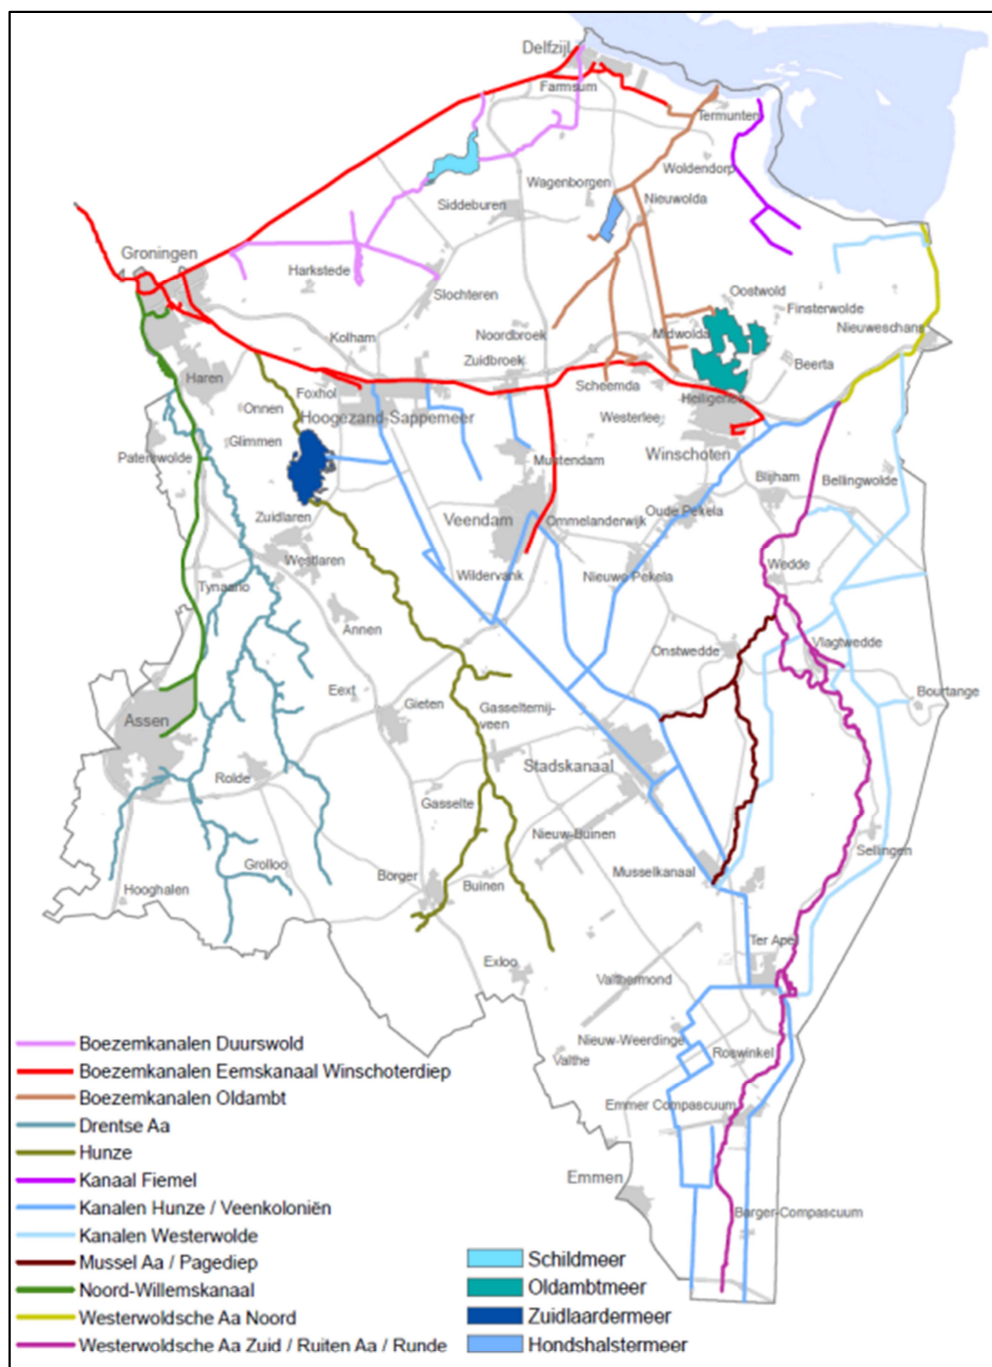 Delfzijl
Farmsum
Termunten
Woldendorp
Wagenborgen
Nieuwolda
Siddeburen
Groningen
Harkstede
Slochteren
Oostwold
Finsterwolde
Nieuweschans
Kolham
Noordbroek
Midwolda
Zuidbroek
Beerta
Haren
Foxhol
Scheemda
Heiligerlee
Onnen
Hoogezand-Sappemeer
Westerlee
Glimmen
Winschoten
Paterswolde
Muntendam
Blijham
Bellingwolde
Zuidlaren
Veendam
Ommelanderwijk
Oude Pekela
Westlaren
Wildervank
Nieuwe Pekela
Wedde
Tynaarlo
Annen
Onstwedde
Vlagtwedde
Eext
Bourtange
Gieten
Gasselternij-
veen
Assen
Stadskanaal
Rolde
Gasselte
Nieuw-Buinen
Sellingen
Grolloo
Borger
Buinen
Musselkanaal
Hooghalen
Ter Apel
Exloo
Valthermond
Nieuw-Weerdinge
Valthe
Roswinkel
Emmer Compascuum
Emmen
Barger-Compascuum
Boezemkanalen Duurswold
Boezemkanalen Eemskanaal Winschoterdiep
Boezemkanalen Oldambt
Drentse Aa
Hunze
Kanaal Fiemel
Kanalen Hunze / Veenkoloniën
Kanalen Westerwolde
Mussel Aa / Pagediep
Noord-Willemskanaal
Westerwoldsche Aa Noord
Westerwoldsche Aa Zuid / Ruiten Aa / Runde
Schildmeer
Oldambtmeer
Zuidlaardermeer
Hondshalstermeer